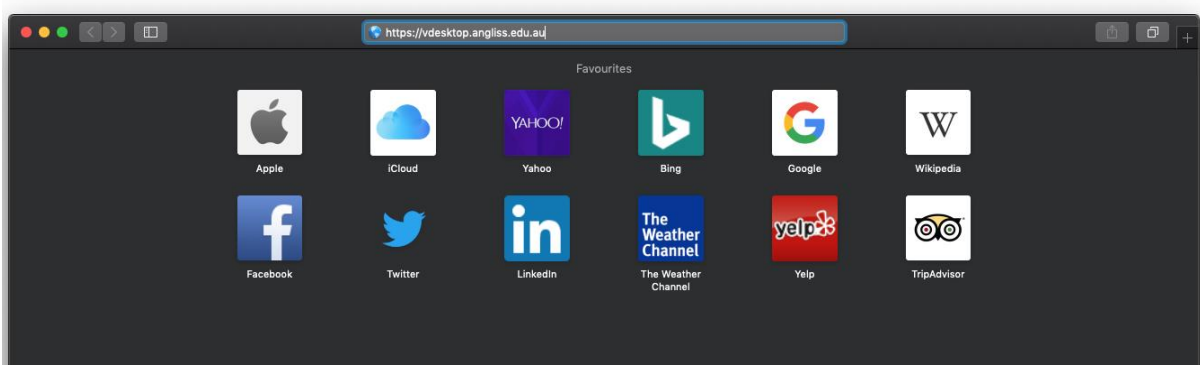 https://vdesktop.angliss.edu.au
Favourites
YAHOO!
G
W
Apple
iCloud
Yahoo
Bing
Google
Wikipedia
f
in
The
Weather
Channel
yelp
Facebook
Twitter
LinkedIn
The Weather
Channel
Yelp
TripAdvisor